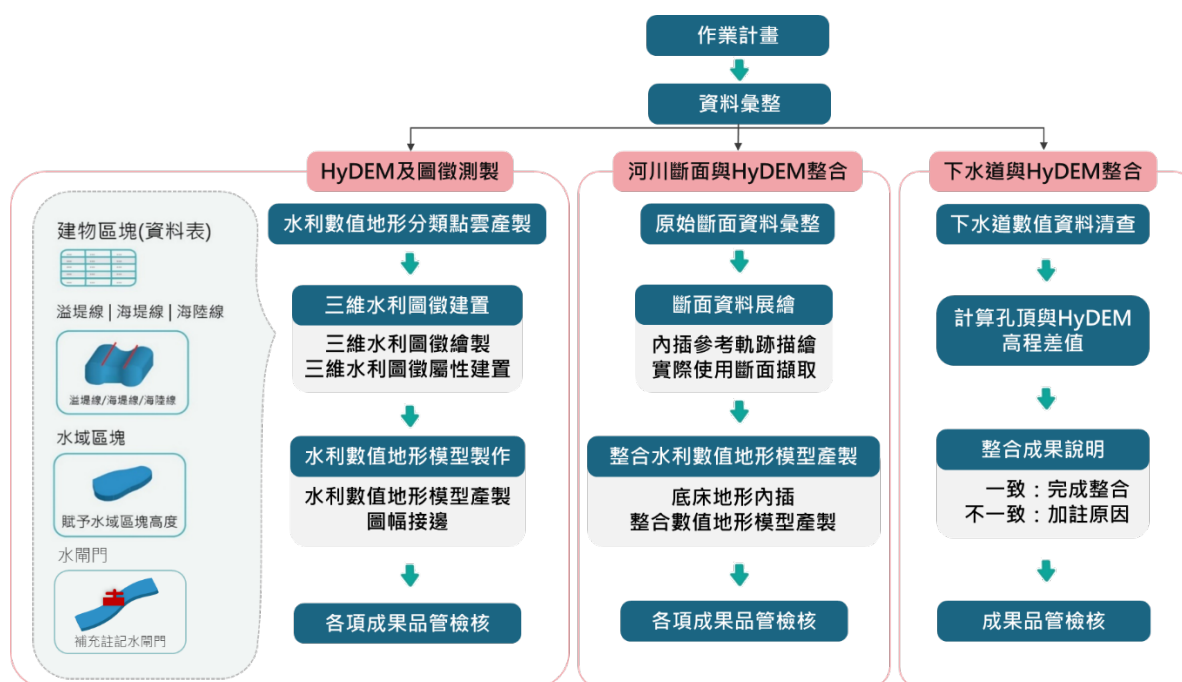 作業計畫
資料彙整
HyDEM及圖徵測製
建物區塊(資料表)
溢堤線|海堤線|海陸線
溢堤線/海堤線/海陸線
水域區塊
賦予水域區塊高度
水閘門
補充註記水閘門
水利數值地形分類點雲產製
三維水利圖徵建置
三維水利圖徵繪製
三維水利圖徵屬性建置
水利數值地形模型製作
水利數值地形模型產製
圖幅接邊
各項成果品管檢核
河川斷面與HyDEM整合
原始斷面資料彙整
斷面資料展繪
內插參考軌跡描繪
實際使用斷面擷取
整合水利數值地形模型產製
底床地形內插
整合數值地形模型產製
各項成果品管檢核
下水道與HyDEM整合
下水道數值資料清查
計算孔頂與HyDEM
高程差值
整合成果說明
一致：完成整合
不一致：加註原因
成果品管檢核